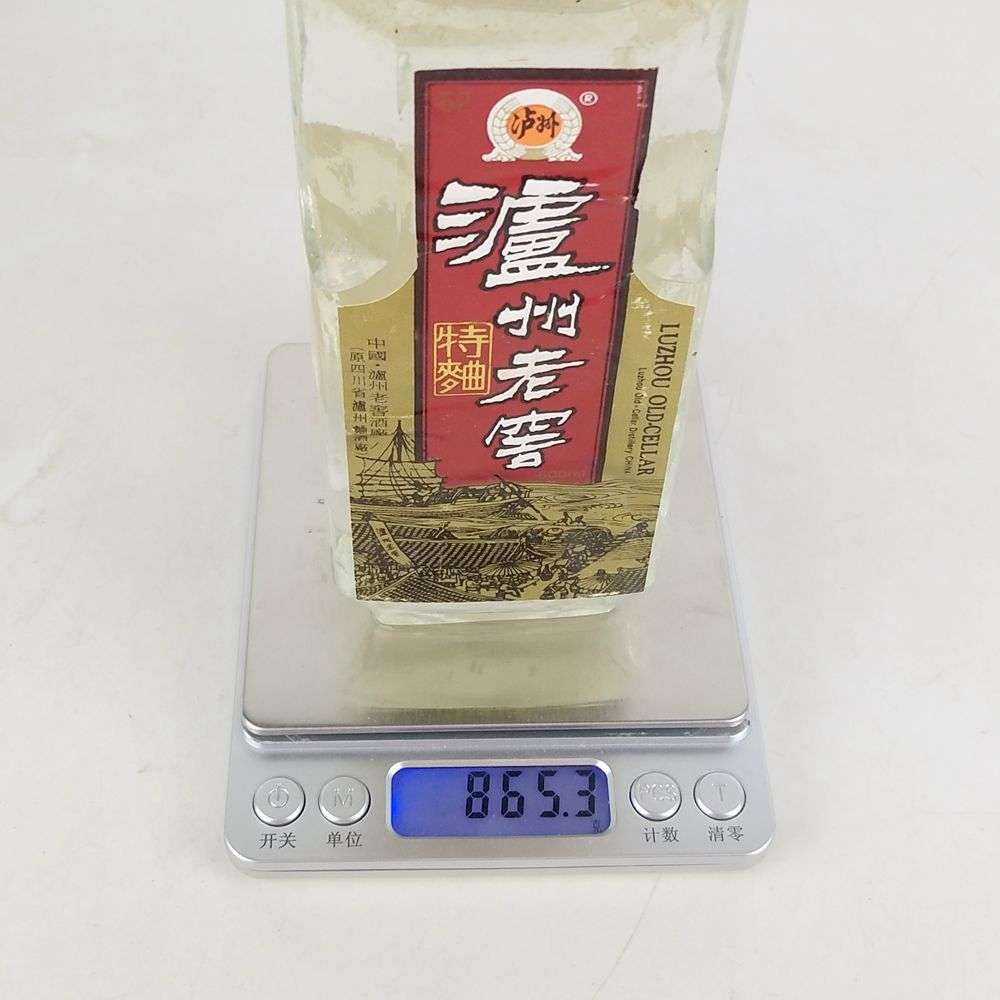 泸州
®
瀘州老窖
特曲
中國·瀘州老窖酒廠
(原四川省瀘州麯酒廠)
LUZHOU OLD·CELLAR
Luzhou Old·Cellar Distillery CHINA
865.3
M
PCS
T
开关
单位
计数
清零